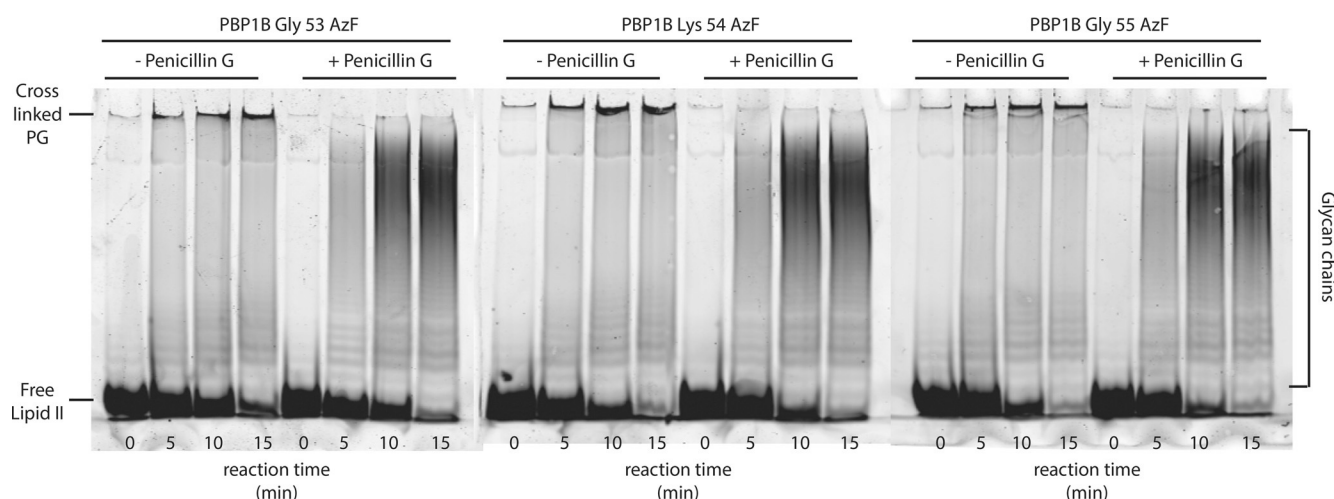 PBP1B Gly 53 AzF PBP1B Lys 54 AzF PBP1B Gly 55 AzF
- Penicillin G + Penicillin G - Penicillin G + Penicillin G - Penicillin G + Penicillin G
Cross
linked
PG
Glycan chains
Free
Lipid II
0 5 10 15 0 5 10 15 0 5 10 15 0 5 10 15 0 5 10 15 0 5 10 15
reaction time reaction time reaction time
(min) (min) (min)